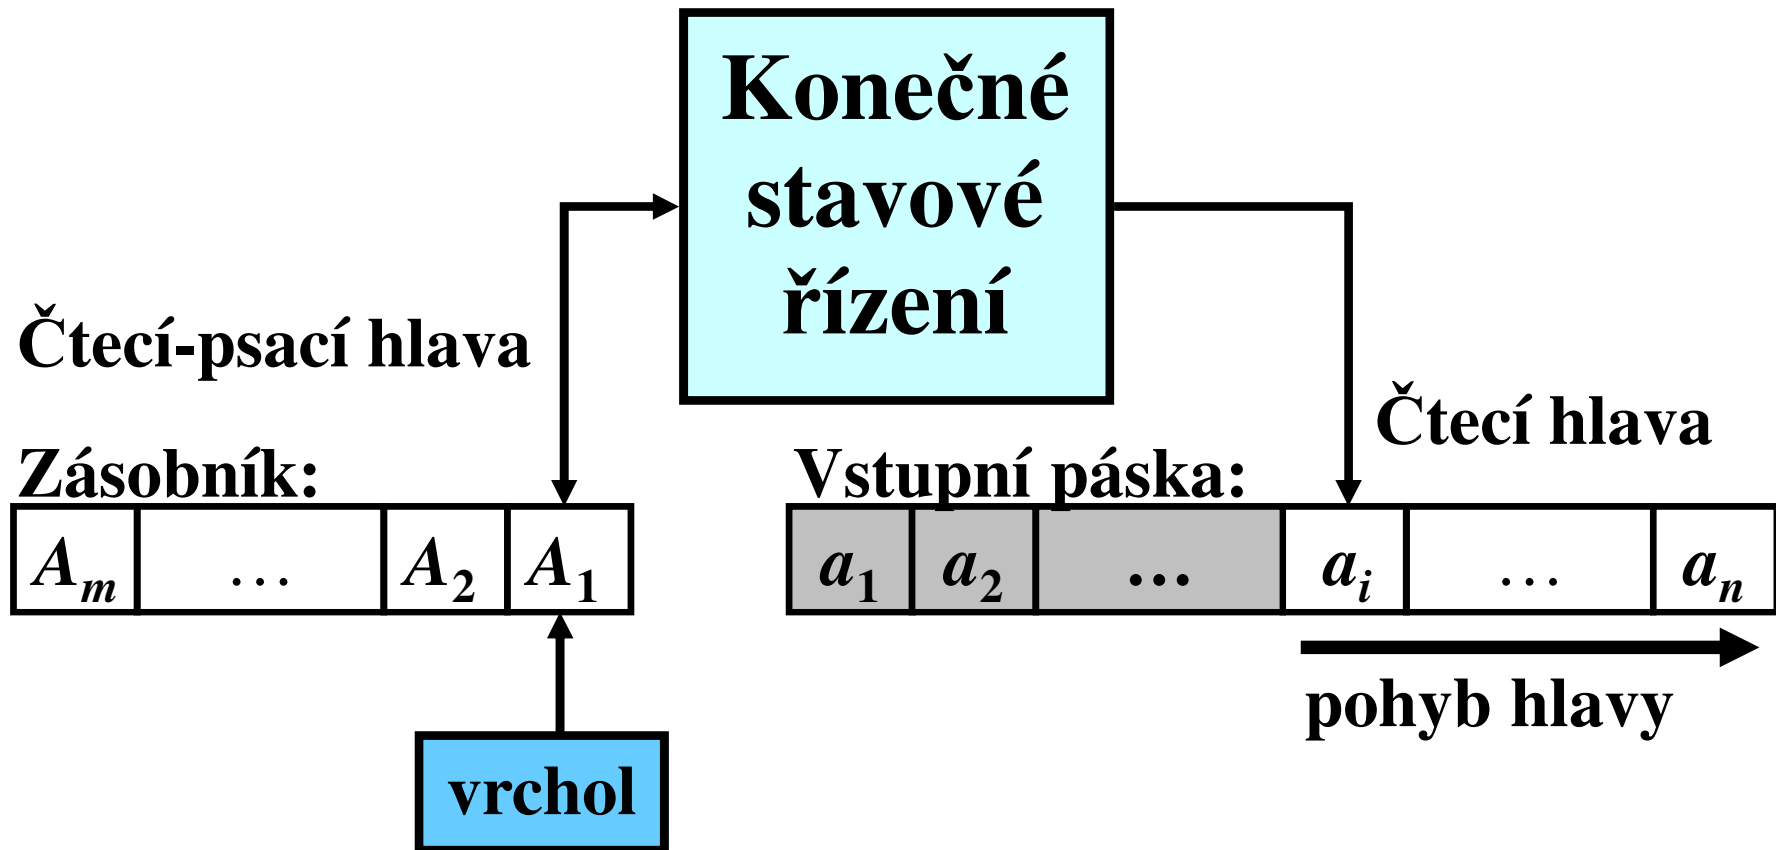 Konečné
stavové
řízení
Čtecí-psací hlava
Čtecí hlava
Zásobník:
Vstupní páska:
Aₘ … A₂ A₁
a₁ a₂ … aᵢ … aₙ
pohyb hlavy
vrchol